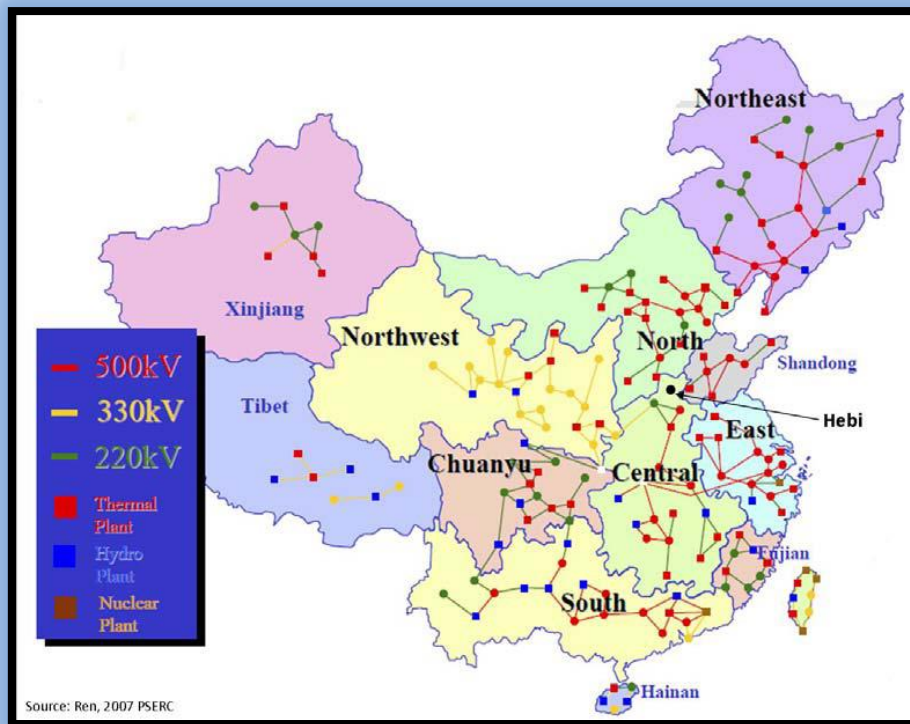 Northeast
Xinjiang
Northwest
North
Shandong
Hebi
500kV
330kV
220kV
Thermal
Plant
Hydro
Plant
Nuclear
Plant
Tibet
Chuanyu
Central
East
Fujian
South
Hainan
Source: Ren, 2007 PSERC